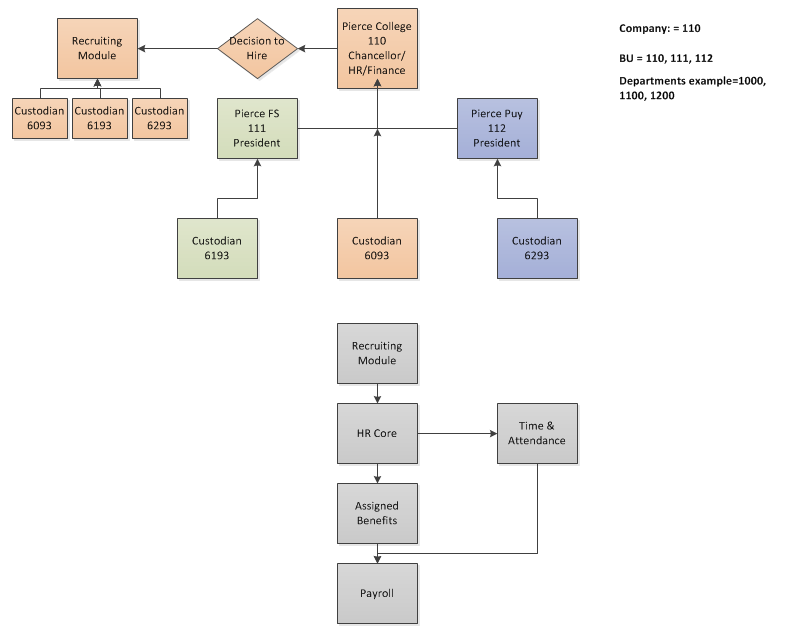 Recruiting
Module
Decision to
Hire
Pierce College
110
Chancellor/
HR/Finance
Company: = 110
BU = 110, 111, 112
Departments example=1000,
1100, 1200
Custodian
6093
Custodian
6193
Custodian
6293
Pierce FS
111
President
Pierce Puy
112
President
Custodian
6193
Custodian
6093
Custodian
6293
Recruiting
Module
HR Core
Time &
Attendance
Assigned
Benefits
Payroll